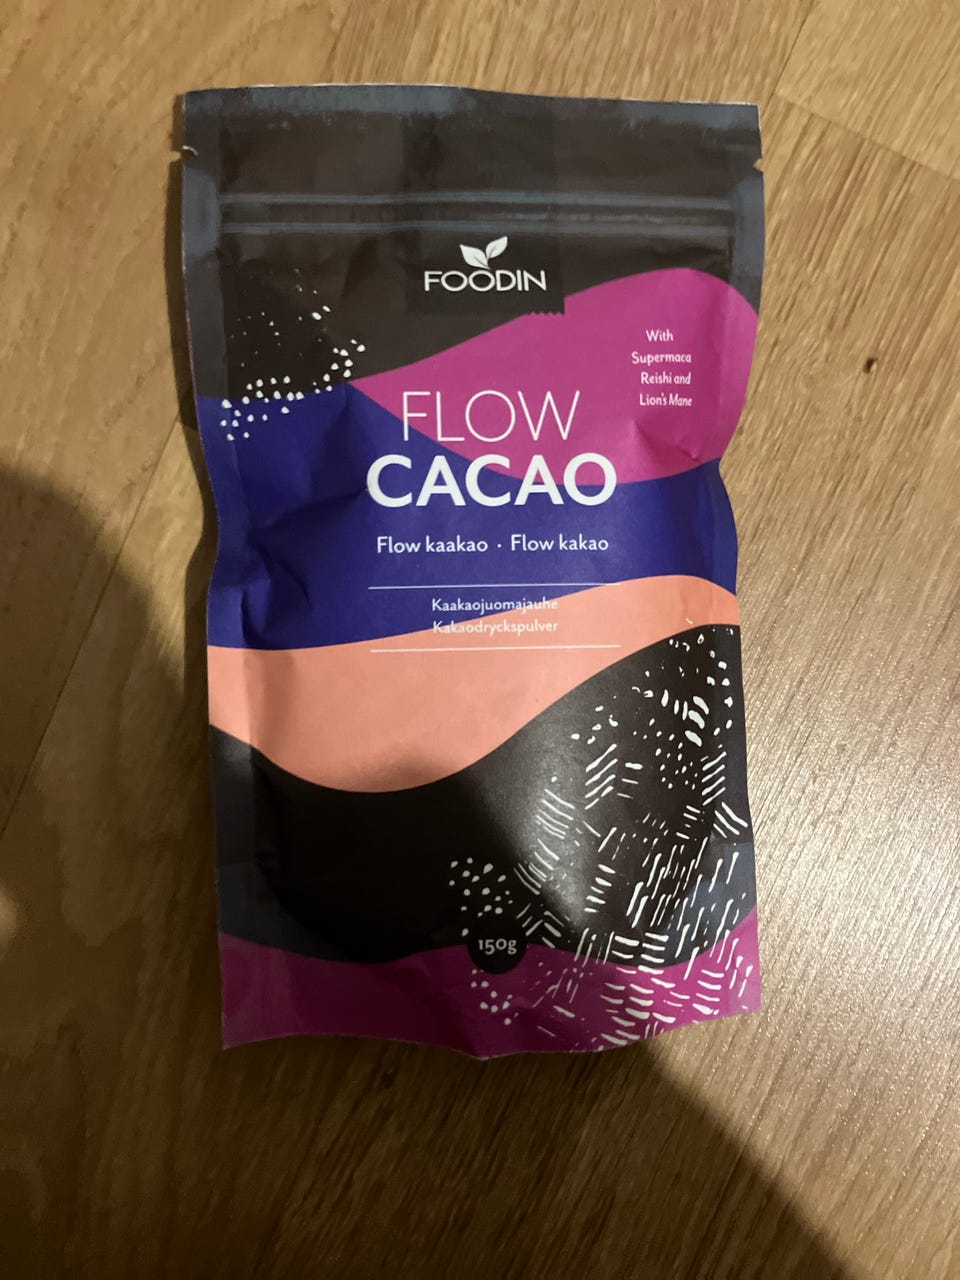 FOODIN
With
Supermaca
Reishi and
Lion's Mane
FLOW
CACAO
Flow kaakao · Flow kakao
Kaakaojuomajauhe
Kakaodryckspulver
150g